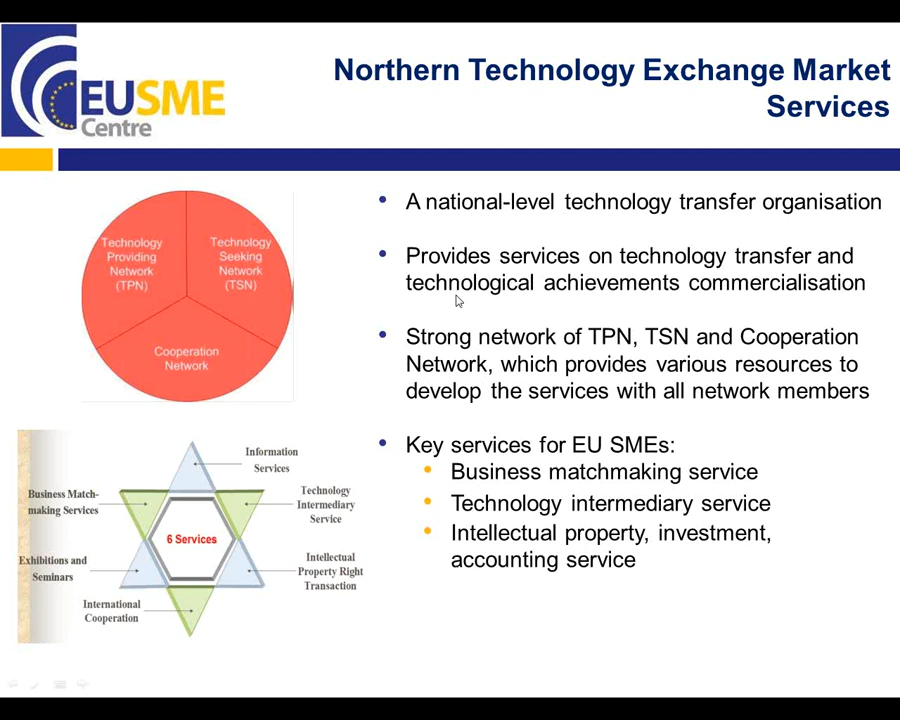 EUSME
Centre
Northern Technology Exchange Market
Services
Technology
Providing
Network
(TPN)
Technology
Seeking
Network
(TSN)
Cooperation
Network
• A national-level technology transfer organisation
• Provides services on technology transfer and
technological achievements commercialisation
• Strong network of TPN, TSN and Cooperation
Network, which provides various resources to
develop the services with all network members
• Key services for EU SMEs:
• Business matchmaking service
• Technology intermediary service
• Intellectual property, investment,
accounting service
Information
Services
Technology
Intermediary
Service
Intellectual
Property Right
Transaction
International
Cooperation
Exhibitions and
Seminars
Business Match-
making Services
6 Services